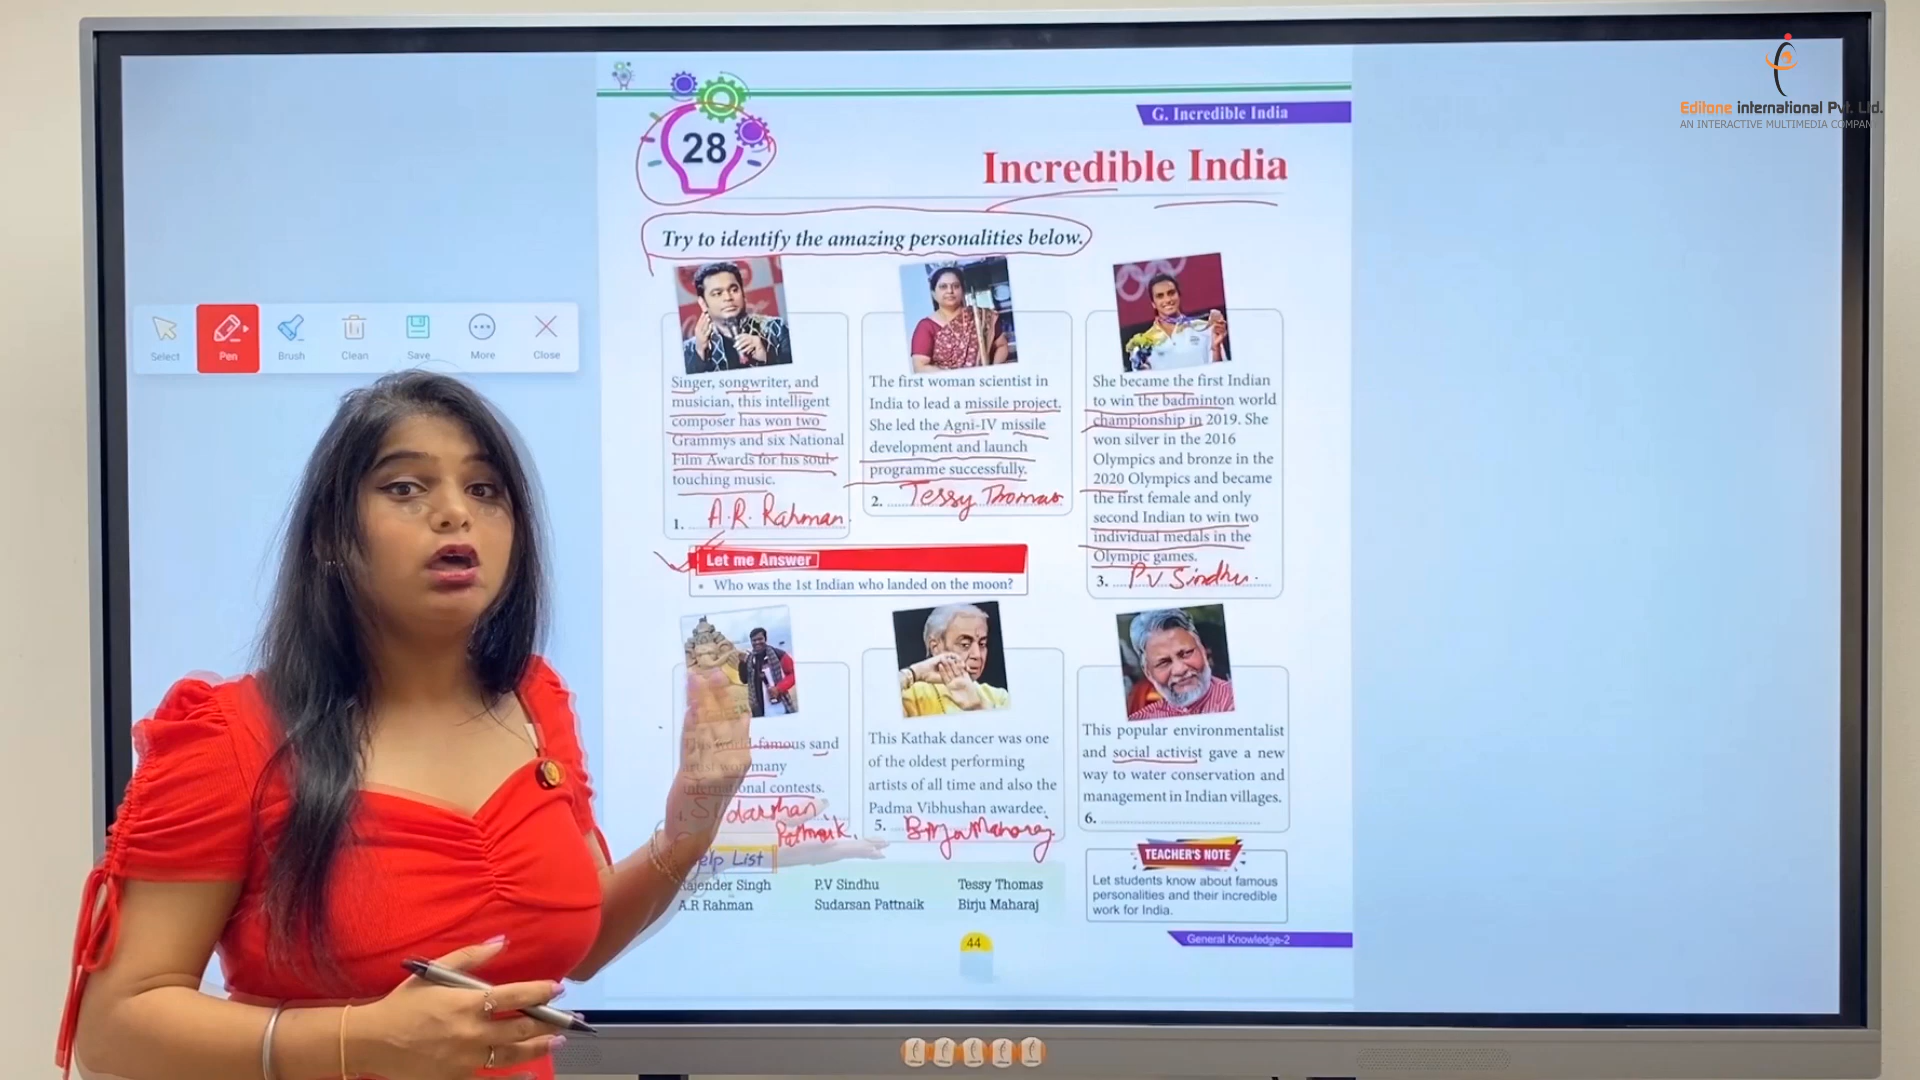 Editone international Pvt. Ltd.
AN INTERACTIVE MULTIMEDIA COMPAN
G. Incredible India
28
Incredible India
Try to identify the amazing personalities below.
Select
Pen
Brush
Clean
Save
More
Close
Singer, songwriter, and
musician, this intelligent
composer has won two
Grammys and six National
Film Awards for his soul-
touching music.
1. A.R. Rahman
The first woman scientist in
India to lead a missile project.
She led the Agni-IV missile
development and launch
programme successfully.
2. Tessy Thomas
She became the first Indian
to win the badminton world
championship in 2019. She
won silver in the 2016
Olympics and bronze in the
2020 Olympics and became
the first female and only
second Indian to win two
individual medals in the
Olympic games.
3. P V Sindhu.
Let me Answer
• Who was the 1st Indian who landed on the moon?
This world-famous sand
artist won many
international contests.
4. Sudarshan
Pattnaik.
This Kathak dancer was one
of the oldest performing
artists of all time and also the
Padma Vibhushan awardee.
5. Birju Maharaj
This popular environmentalist
and social activist gave a new
way to water conservation and
management in Indian villages.
6.
Help List
Rajender Singh P.V Sindhu Tessy Thomas
A.R Rahman Sudarsan Pattnaik Birju Maharaj
TEACHER'S NOTE
Let students know about famous
personalities and their incredible
work for India.
General Knowledge-2
44